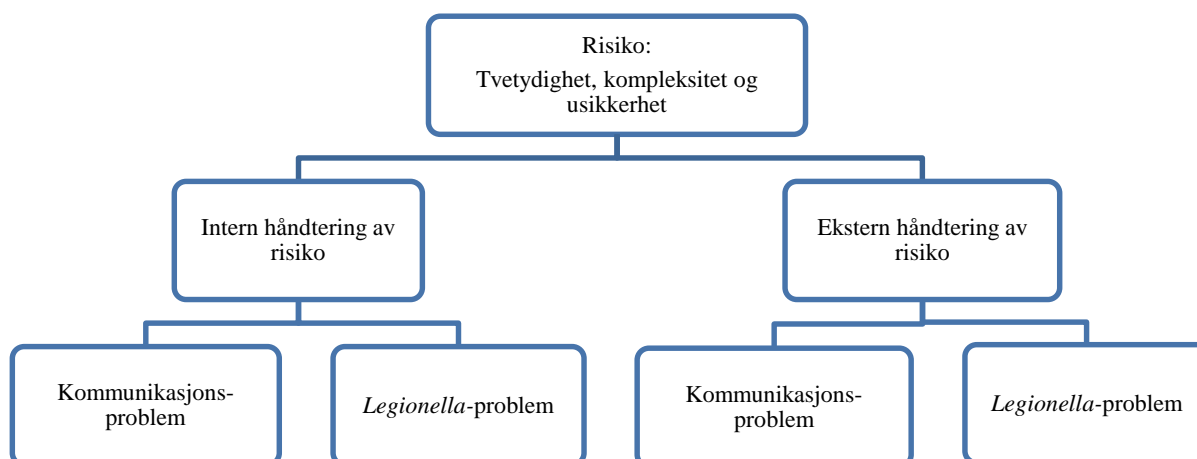 Risiko:
Tvetydighet, kompleksitet og
usikkerhet
Intern håndtering av
risiko
Ekstern håndtering av
risiko
Kommunikasjons-
problem
Legionella-problem
Kommunikasjons-
problem
Legionella-problem